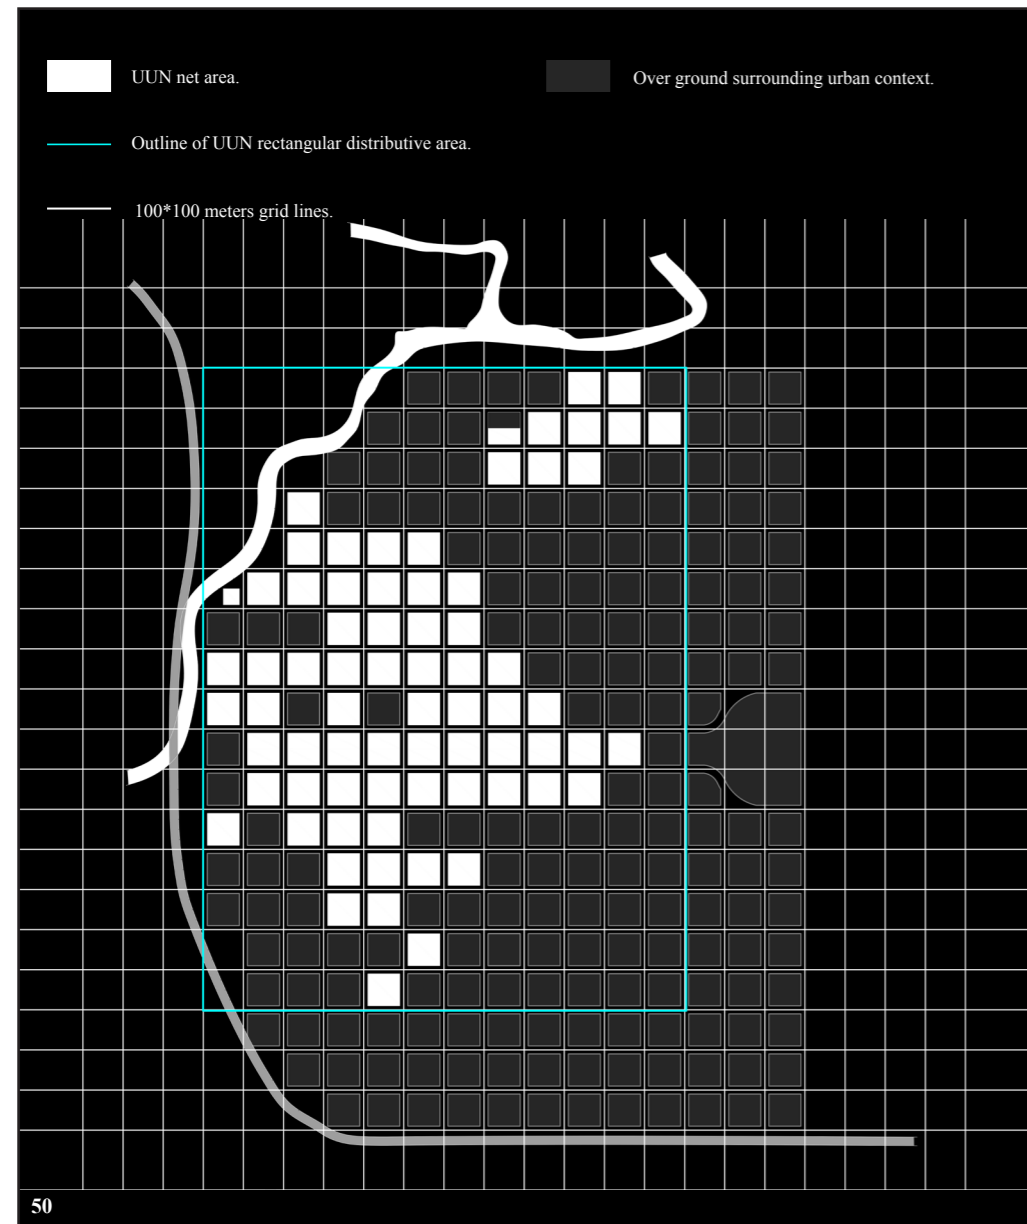 UUN net area.
Over ground surrounding urban context.
Outline of UUN rectangular distributive area.
100*100 meters grid lines.
50